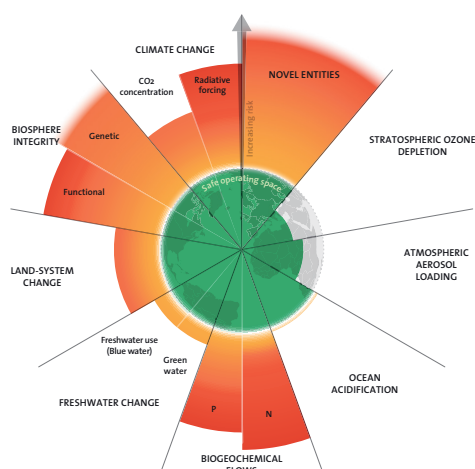 CLIMATE CHANGE
CO2
concentration
Radiative
forcing
NOVEL ENTITIES
Increasing risk
STRATOSPHERIC OZONE
DEPLETION
BIOSPHERE
INTEGRITY
Genetic
Functional
Safe operating space
ATMOSPHERIC
AEROSOL
LOADING
LAND-SYSTEM
CHANGE
Freshwater use
(Blue water)
Green
water
FRESHWATER CHANGE
OCEAN
ACIDIFICATION
P
N
BIOGEOCHEMICAL
FLOWS